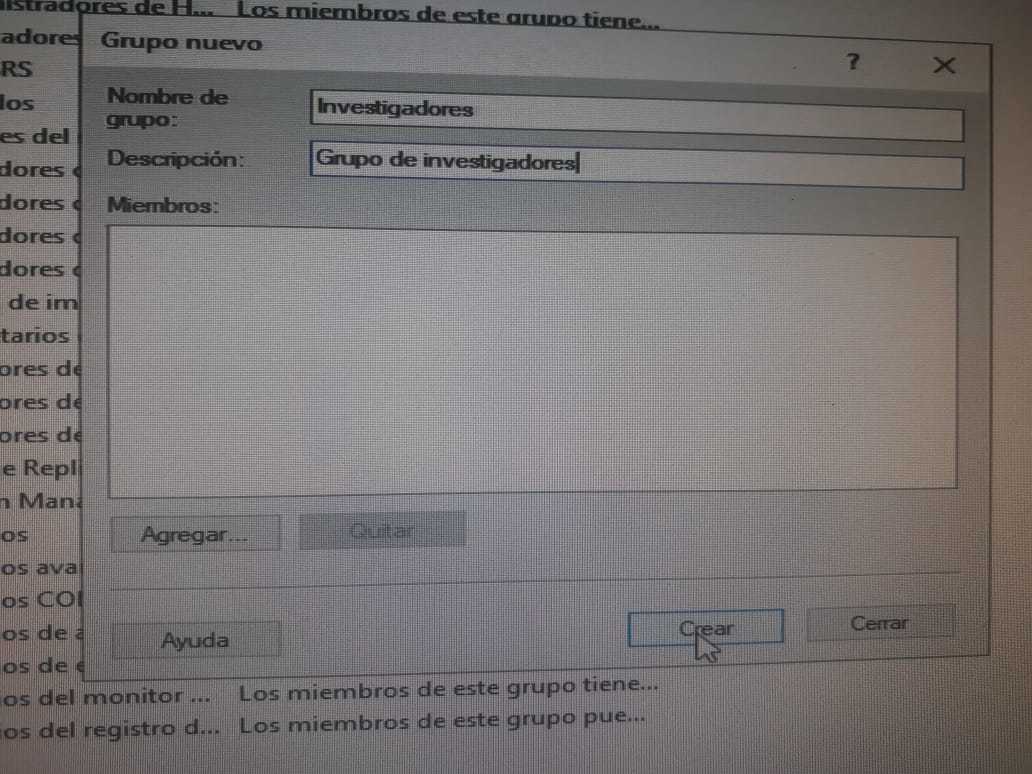 istradores de H... Los miembros de este grupo tiene...
Grupo nuevo
?
Nombre de
grupo:
Investigadores
Descripción:
Grupo de investigadores
Miembros:
adores
RS
los
es del
dores
dores
dores
dores
de im
tarios
ores de
ores de
ores de
e Repli
n Mana
os
os ava
os CO
os de a
os de e
Agregar...
Quitar
Ayuda
Crear
Cerrar
os del monitor ... Los miembros de este grupo tiene...
ios del registro d... Los miembros de este grupo pue...